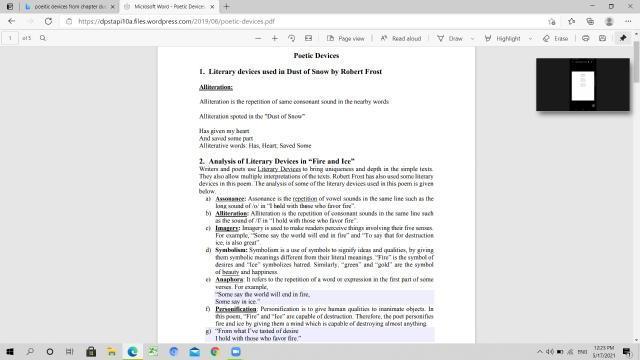 poeitic devices from chapter du
Microsoft Word - Poetic Devices
https://dpstapi10a.files.wordpress.com/2019/06/poetic-devices.pdf
1 of 5
Page view
Read aloud
Draw
Highlight
Erase
Poetic Devices
1. Literary devices used in Dust of Snow by Robert Frost
Alliteration:
Alliteration is the repetition of same consonant sound in the nearby words
Alliteration spoted in the "Dust of Snow"
Has given my heart
And saved some part
Alliterative words: Has, Heart; Saved Some
2. Analysis of Literary Devices in "Fire and Ice"
Writers and poets use Literary Devices to bring uniqueness and depth in the simple texts.
They also allow multiple interpretations of the texts. Robert Frost has also used some literary
devices in this poem. The analysis of some of the literary devices used in this poem is given
below.
a) Assonance: Assonance is the repetition of vowel sounds in the same line such as the
long sound of /o/ in "I hold with those who favor fire".
b) Alliteration: Alliteration is the repetition of consonant sounds in the same line such
as the sound of /f/ in "I hold with those who favor fire".
c) Imagery: Imagery is used to make readers perceive things involving their five senses.
For example, "Some say the world will end in fire" and "To say that for destruction
ice, is also great".
d) Symbolism: Symbolism is a use of symbols to signify ideas and qualities, by giving
them symbolic meanings different from their literal meanings. "Fire" is the symbol of
desires and "Ice" symbolizes hatred. Similarly, "green" and "gold" are the symbol
of beauty and happiness.
e) Anaphora: It refers to the repetition of a word or expression in the first part of some
verses. For example,
"Some say the world will end in fire,
Some say in ice."
f) Personification: Personification is to give human qualities to inanimate objects. In
this poem, "Fire" and "Ice" are capable of destruction. Therefore, the poet personifies
fire and ice by giving them a mind which is capable of destroying almost anything.
g) "From what I've tasted of desire
I hold with those who favor fire."
ENG
12:23 PM
5/17/2021